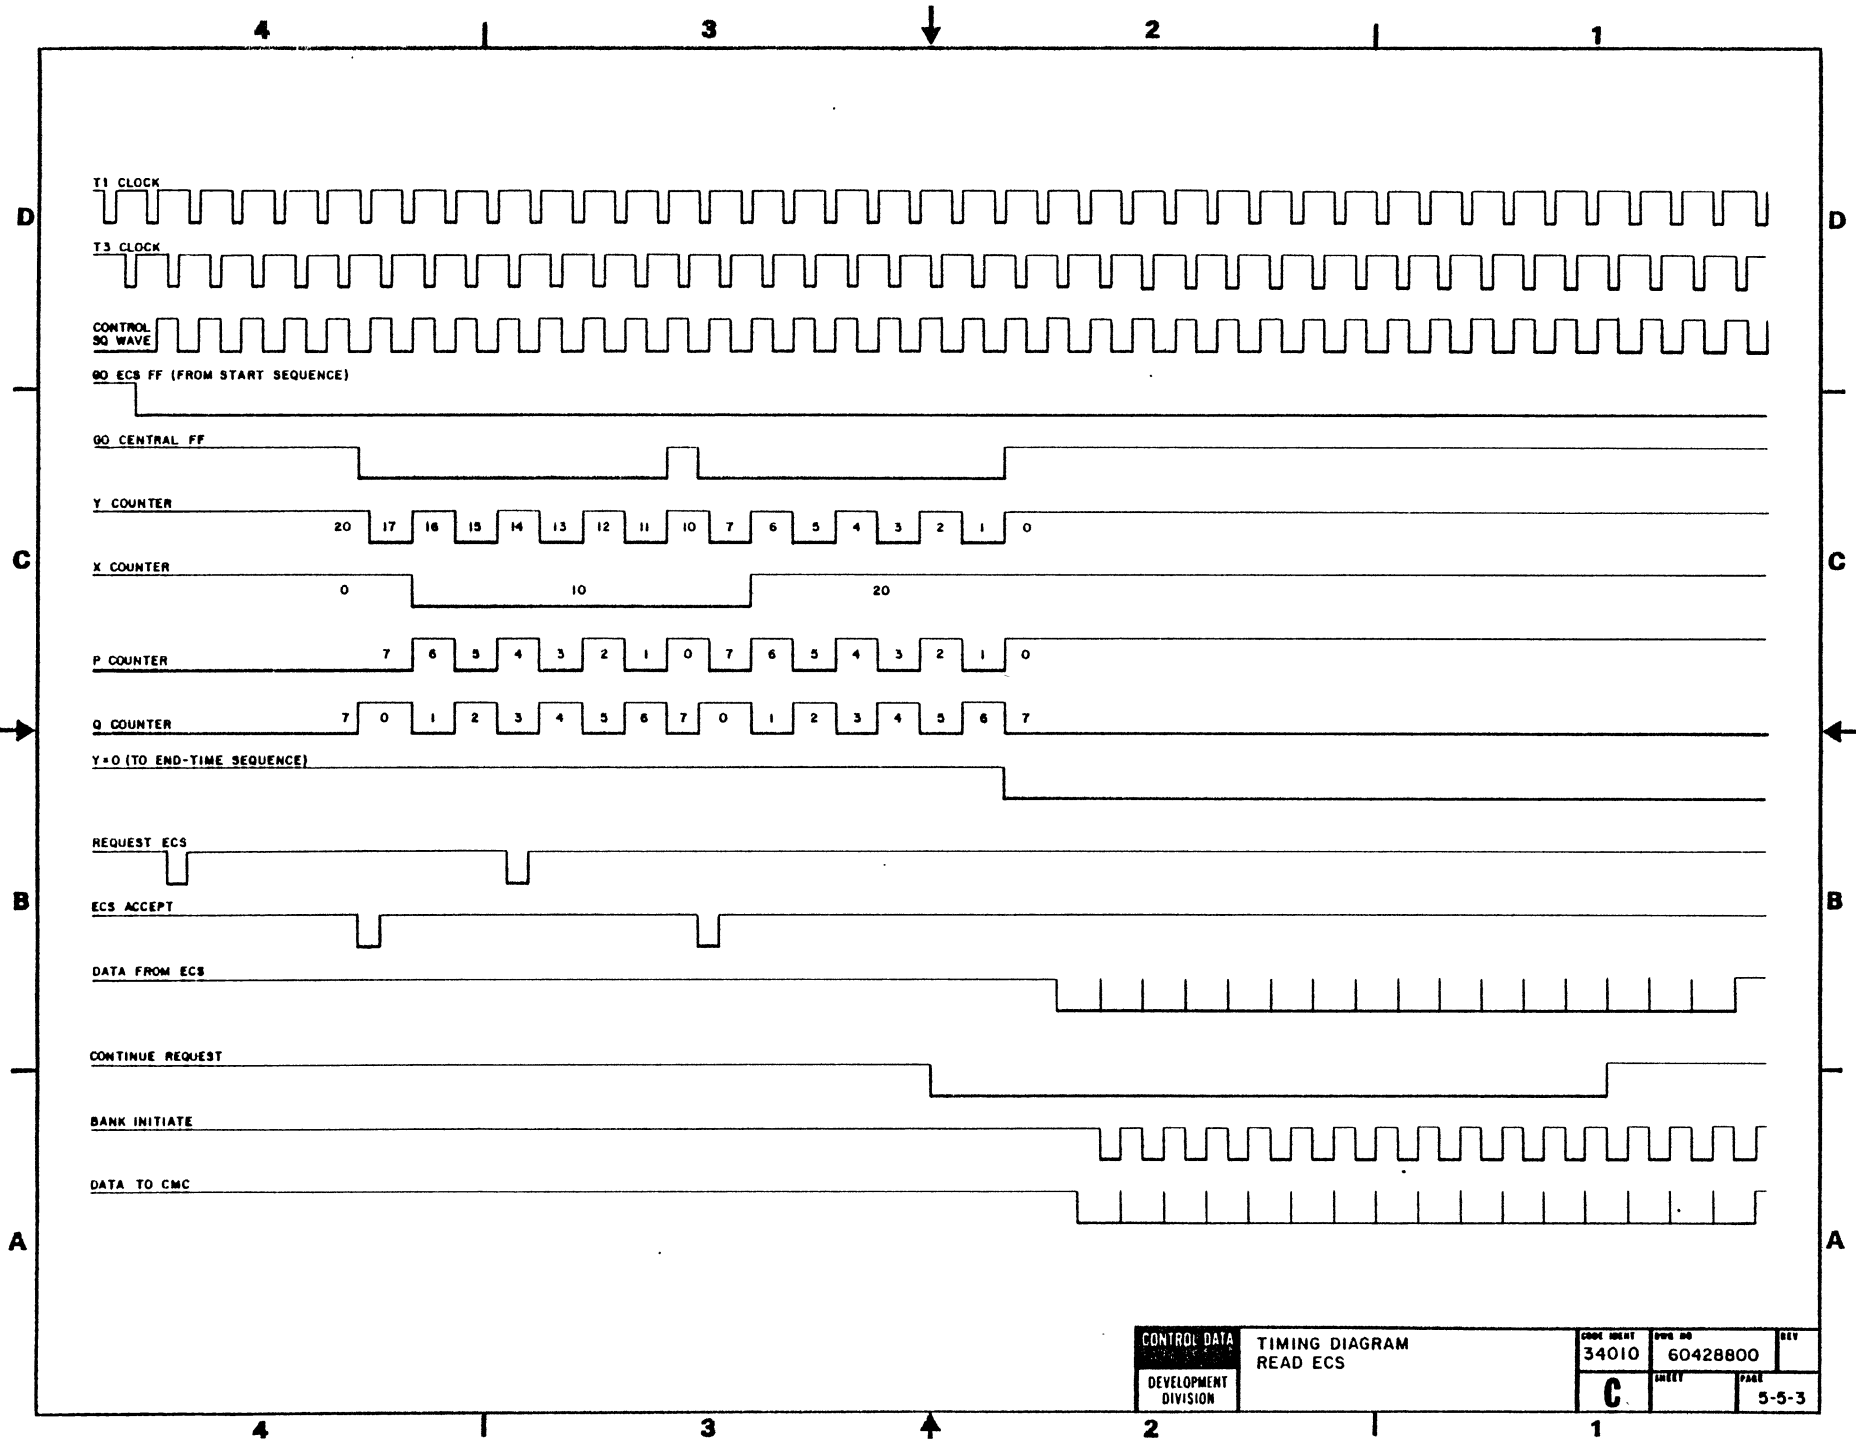 4 3 2 1
T1 CLOCK
D D
T3 CLOCK
CONTROL
SQ WAVE
GO ECS FF (FROM START SEQUENCE)
GO CENTRAL FF
Y COUNTER
20 17 16 15 14 13 12 11 10 7 6 5 4 3 2 1 0
C C
X COUNTER
0 10 20
P COUNTER
7 6 5 4 3 2 1 0 7 6 5 4 3 2 1 0
Q COUNTER
7 0 1 2 3 4 5 6 7 0 1 2 3 4 5 6 7
Y=0 (TO END-TIME SEQUENCE)
REQUEST ECS
B B
ECS ACCEPT
DATA FROM ECS
CONTINUE REQUEST
BANK INITIATE
DATA TO CMC
A A
CONTROL DATA
DEVELOPMENT
DIVISION
TIMING DIAGRAM
READ ECS
CODE IDENT
34010
DWG NO
60428800
REV
C
SHEET
PAGE
5-5-3
4 3 2 1